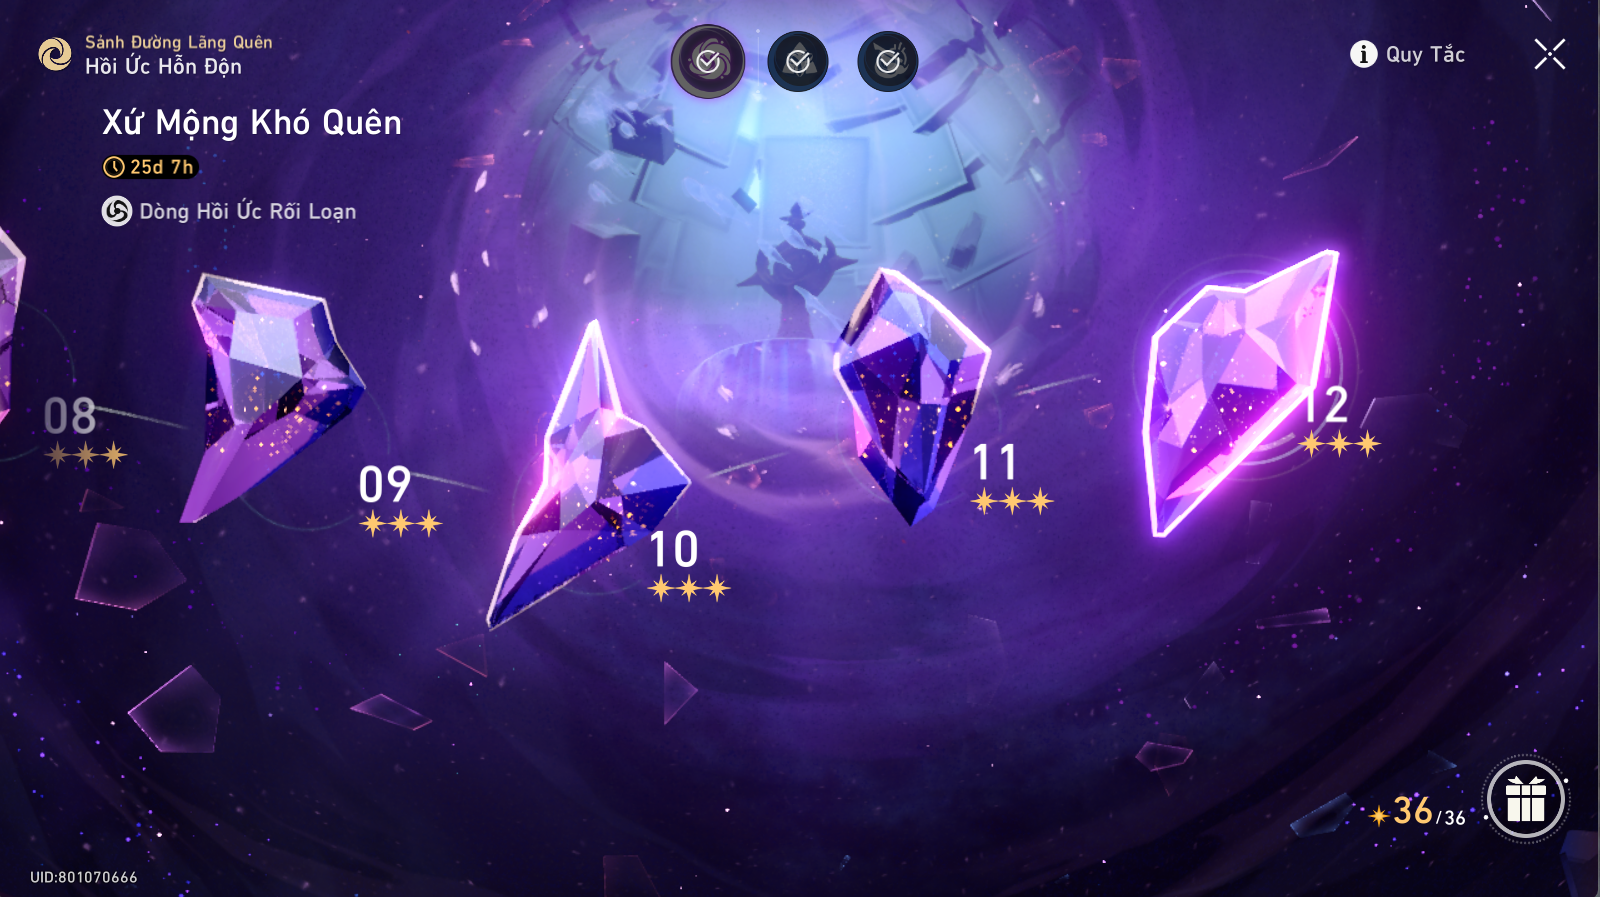 Sảnh Đường Lãng Quên
Hồi Ức Hỗn Độn
Quy Tắc
Xứ Mộng Khó Quên
25d 7h
Dòng Hồi Ức Rối Loạn
08
09
10
11
12
36/36
UID:801070666